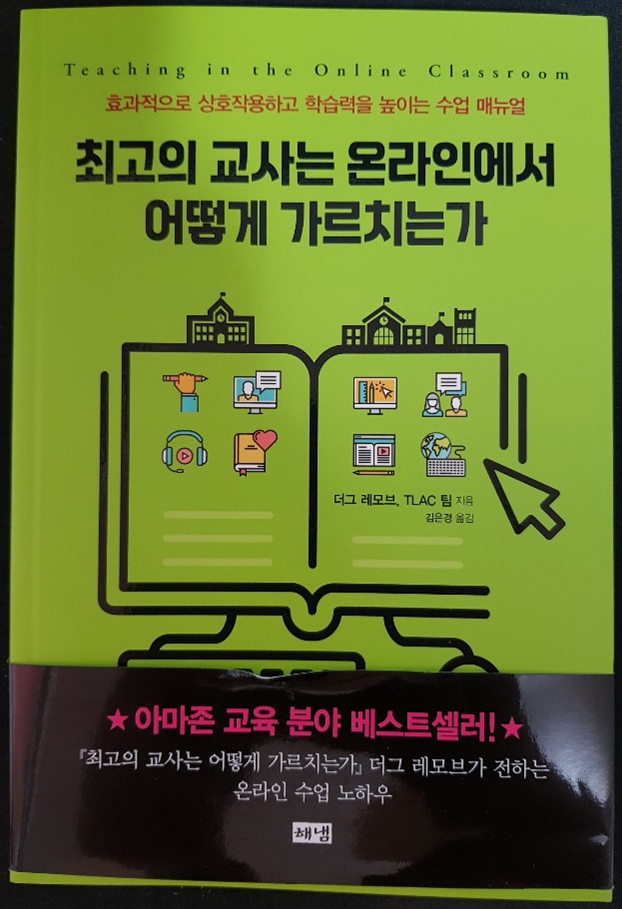 Teaching in the Online Classroom
효과적으로 상호작용하고 학습력을 높이는 수업 매뉴얼
최고의 교사는 온라인에서
어떻게 가르치는가
더그 레모브, TLAC 팀 지음
김은경 옮김
★아마존 교육 분야 베스트셀러!★
『최고의 교사는 어떻게 가르치는가』 더그 레모브가 전하는
온라인 수업 노하우
해냄